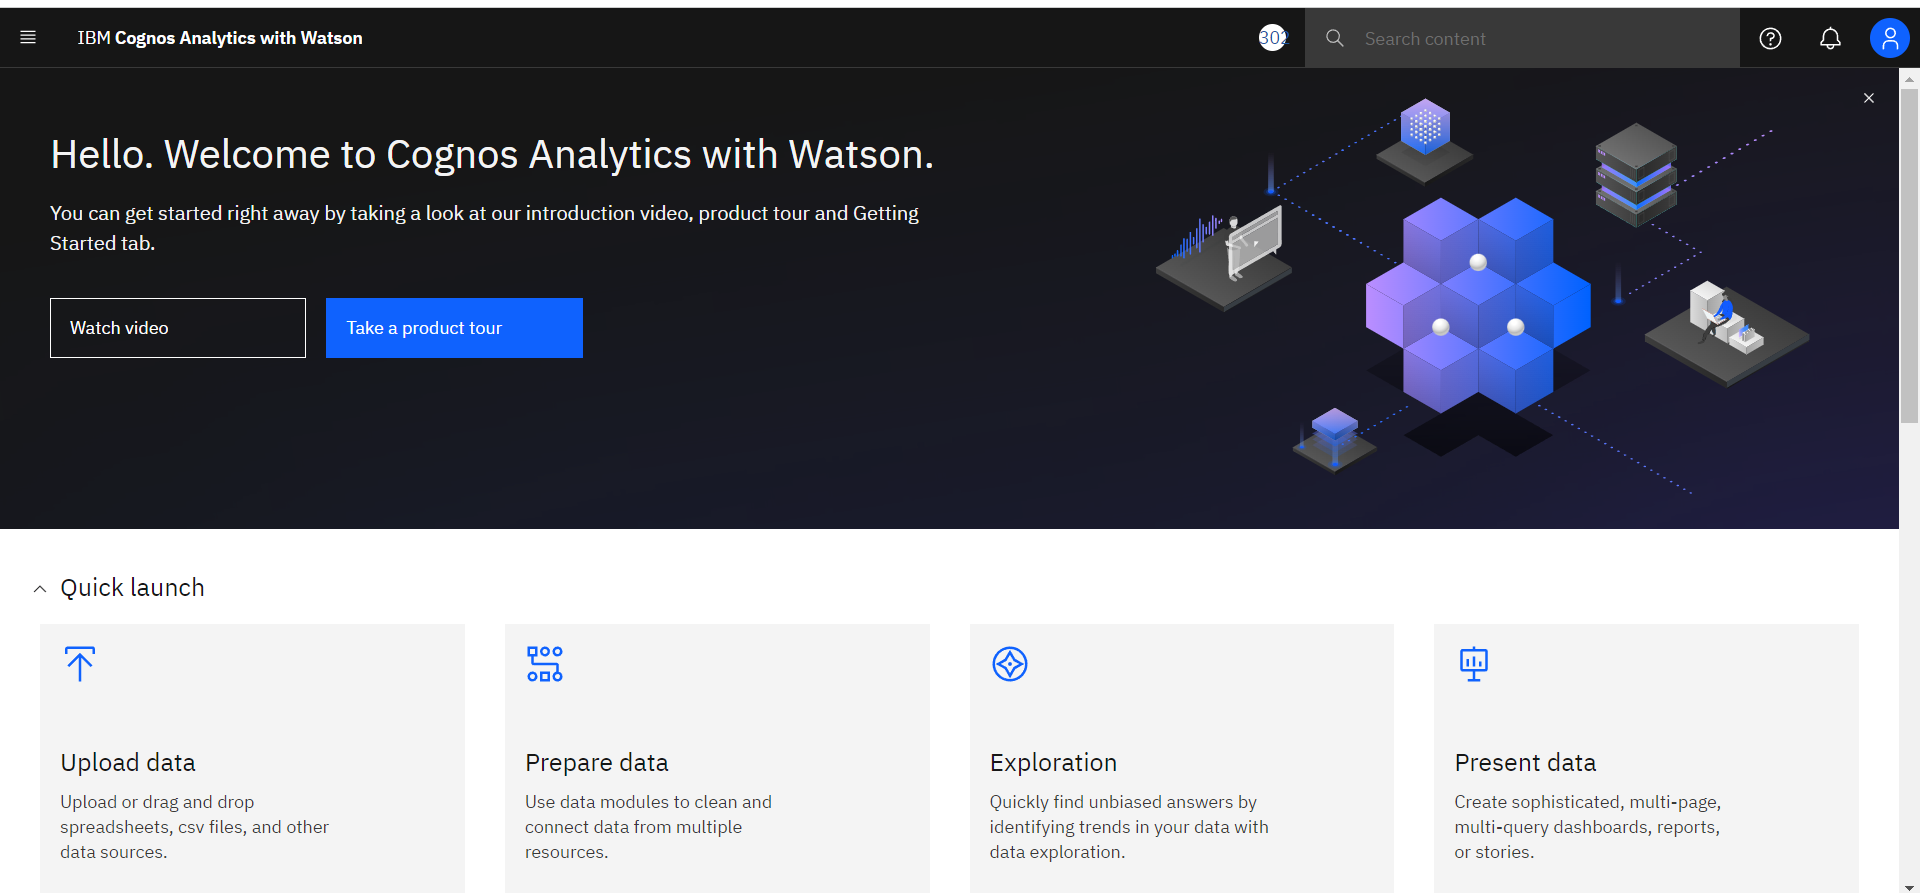 IBM Cognos Analytics with Watson
302
Search content
Hello. Welcome to Cognos Analytics with Watson.
You can get started right away by taking a look at our introduction video, product tour and Getting
Started tab.
Watch video
Take a product tour
Quick launch
Upload data
Upload or drag and drop
spreadsheets, csv files, and other
data sources.
Prepare data
Use data modules to clean and
connect data from multiple
resources.
Exploration
Quickly find unbiased answers by
identifying trends in your data with
data exploration.
Present data
Create sophisticated, multi-page,
multi-query dashboards, reports,
or stories.